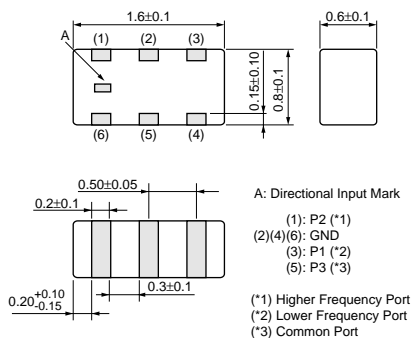 1.6±0.1
0.6±0.1
A
(1)
(2)
(3)
0.15±0.10
0.8±0.1
(6)
(5)
(4)
0.50±0.05
0.2±0.1
0.3±0.1
0.20+0.10
-0.15
A: Directional Input Mark
(1): P2 (*1)
(2)(4)(6): GND
(3): P1 (*2)
(5): P3 (*3)
(*1) Higher Frequency Port
(*2) Lower Frequency Port
(*3) Common Port